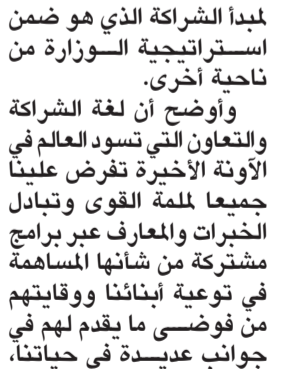 لمبدأ الشراكة الذي هو ضمن
استراتيجية الوزارة من
ناحية أخرى.
وأوضح أن لغة الشراكة
والتعاون التي تسود العالم في
الآونة الأخيرة تفرض علينا
جميعا لملمة القوى وتبادل
الخبرات والمعارف عبر برامج
مشتركة من شأنها المساهمة
في توعية أبنائنا ووقايتهم
من فوضى ما يقدم لهم في
جوانب عديدة في حياتنا،